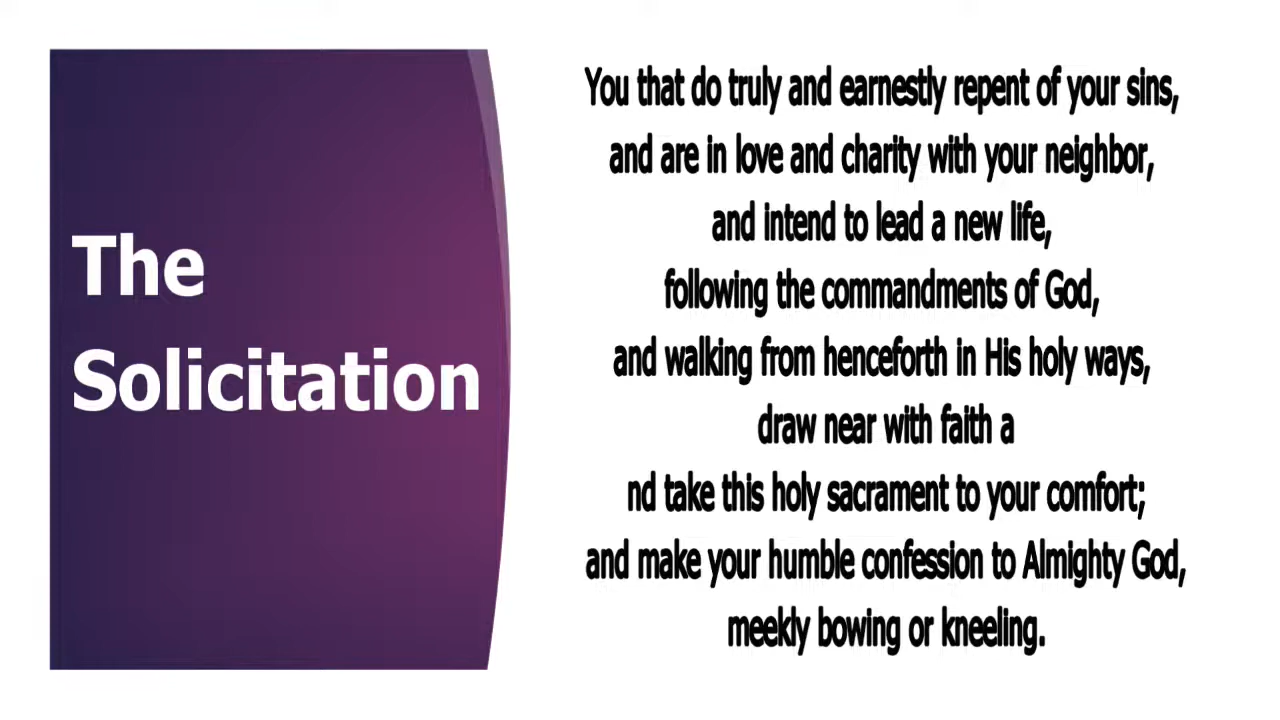 The
Solicitation
You that do truly and earnestly repent of your sins,
and are in love and charity with your neighbor,
and intend to lead a new life,
following the commandments of God,
and walking from henceforth in His holy ways,
draw near with faith a
nd take this holy sacrament to your comfort;
and make your humble confession to Almighty God,
meekly bowing or kneeling.